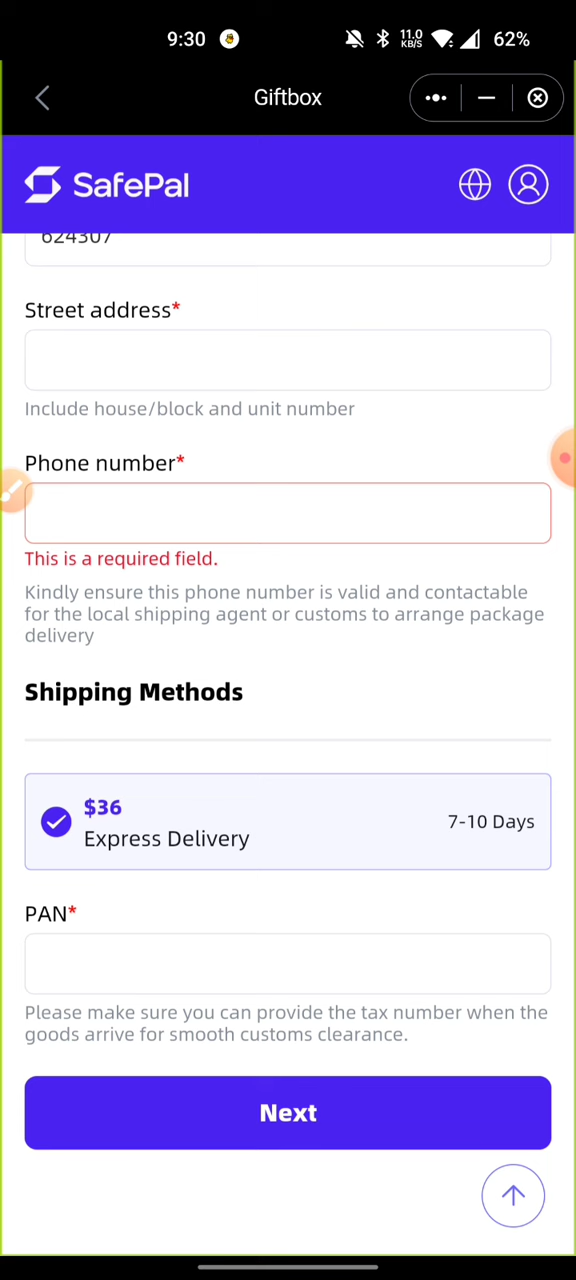 9:30
11.0
KB/S
62%
Giftbox
SafePal
624307
Street address*
Include house/block and unit number
Phone number*
This is a required field.
Kindly ensure this phone number is valid and contactable
for the local shipping agent or customs to arrange package
delivery
Shipping Methods
$36
Express Delivery
7-10 Days
PAN*
Please make sure you can provide the tax number when the
goods arrive for smooth customs clearance.
Next